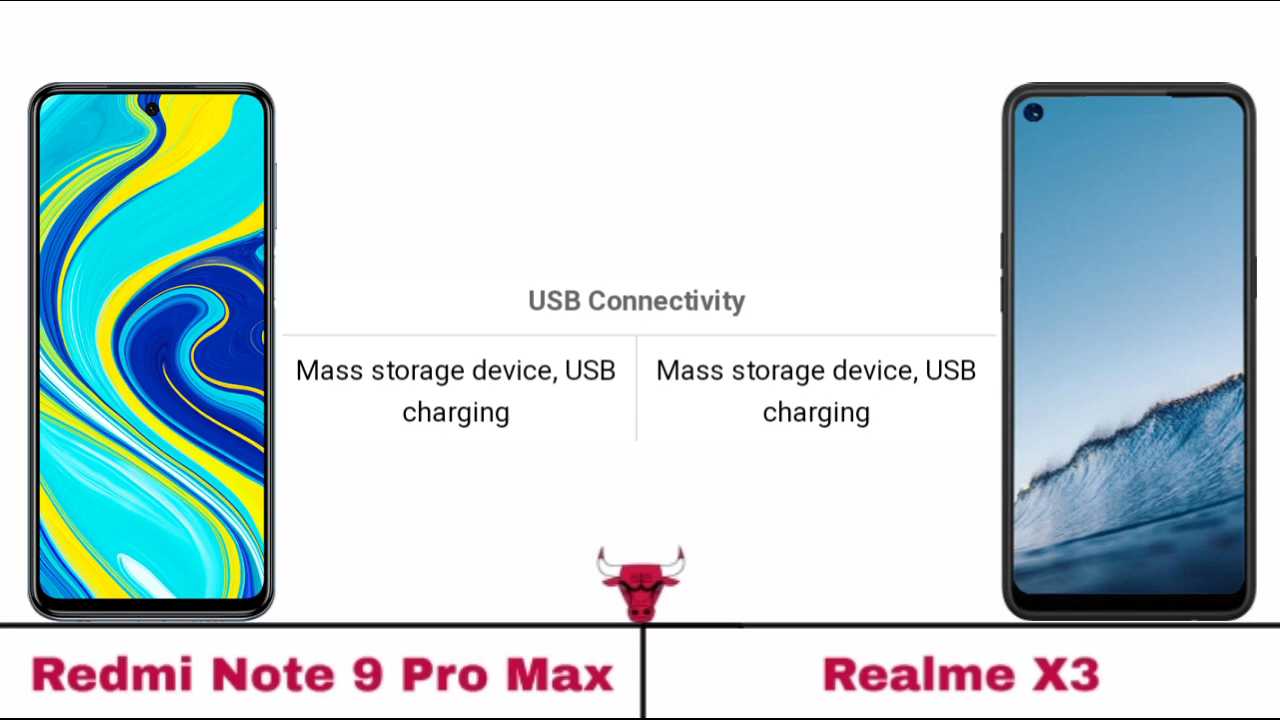 USB Connectivity
Mass storage device, USB
charging
Mass storage device, USB
charging
Redmi Note 9 Pro Max
Realme X3